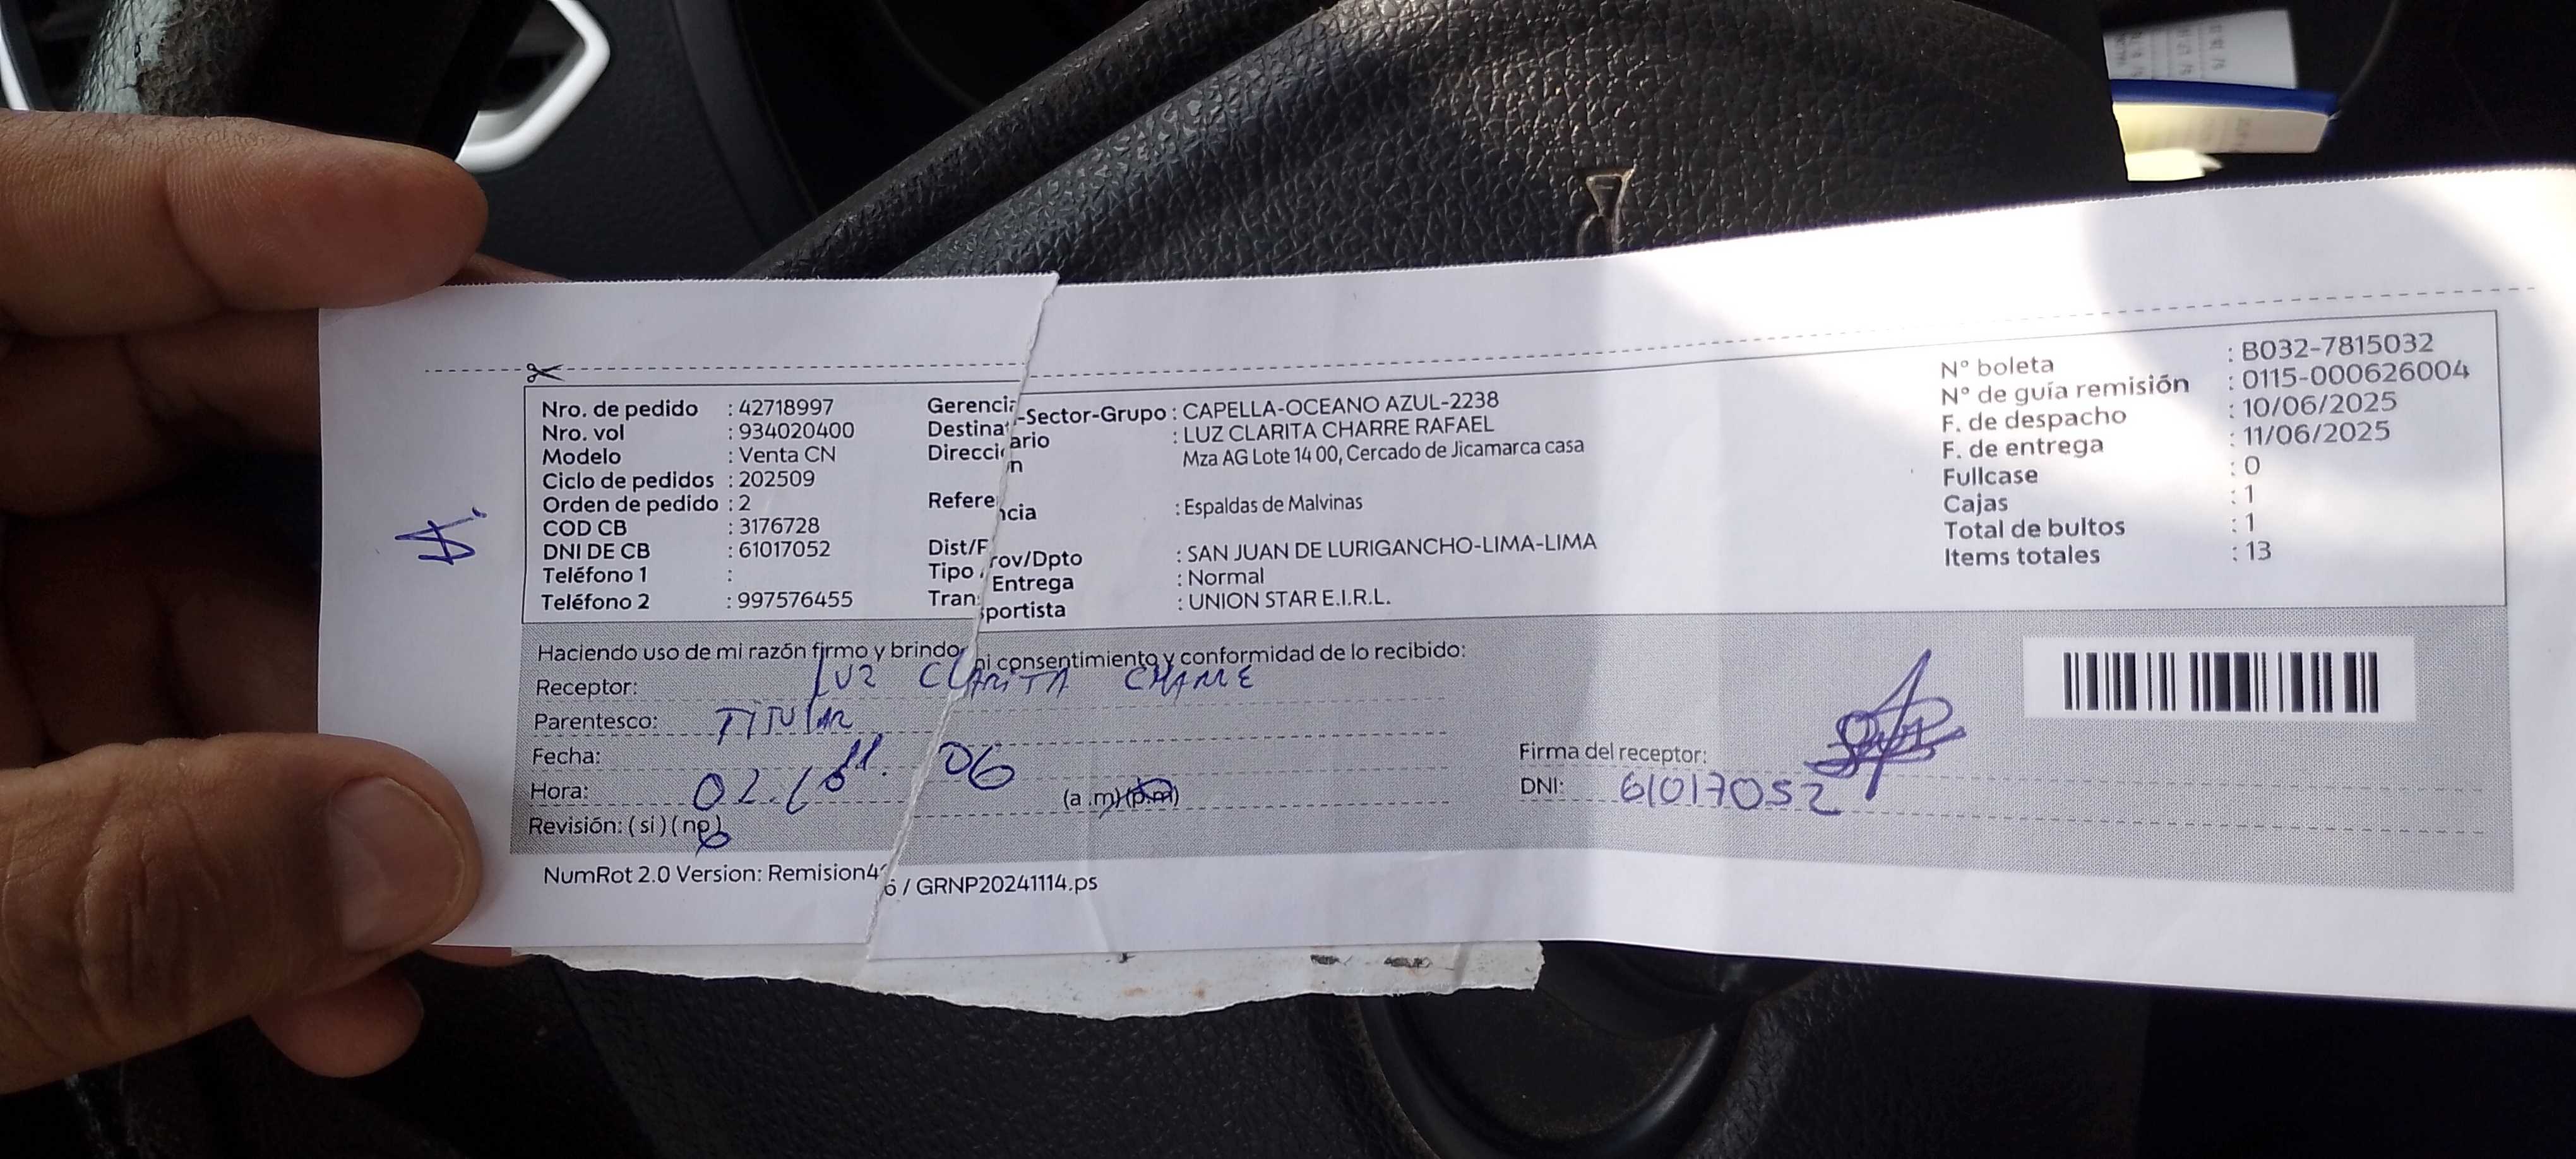 Nro. de pedido : 42718997
Nro. vol : 934020400
Modelo : Venta CN
Ciclo de pedidos : 202509
Orden de pedido : 2
COD CB : 3176728
DNI DE CB : 61017052
Teléfono 1 :
Teléfono 2 : 997576455
Gerencia-Sector-Grupo : CAPELLA-OCEANO AZUL-2238
Destinatario : LUZ CLARITA CHARRE RAFAEL
Dirección Mza AG Lote 14 00, Cercado de Jicamarca casa
Referencia : Espaldas de Malvinas
Dist/Prov/Dpto : SAN JUAN DE LURIGANCHO-LIMA-LIMA
Tipo Entrega : Normal
Transportista : UNION STAR E.I.R.L.
N° boleta : B032-7815032
N° de guía remisión : 0115-000626004
F. de despacho : 10/06/2025
F. de entrega : 11/06/2025
Fullcase : 0
Cajas : 1
Total de bultos : 1
Items totales : 13
Haciendo uso de mi razón firmo y brindo mi consentimiento y conformidad de lo recibido:
Receptor: LUZ CLARITA CHARRE
Parentesco: TITULAR
Fecha: 11. 06
Hora: (a.m) (p.m)
Revisión: ( si ) ( no )
Firma del receptor:
DNI: 61017052
NumRot 2.0 Version: Remision46 / GRNP20241114.ps